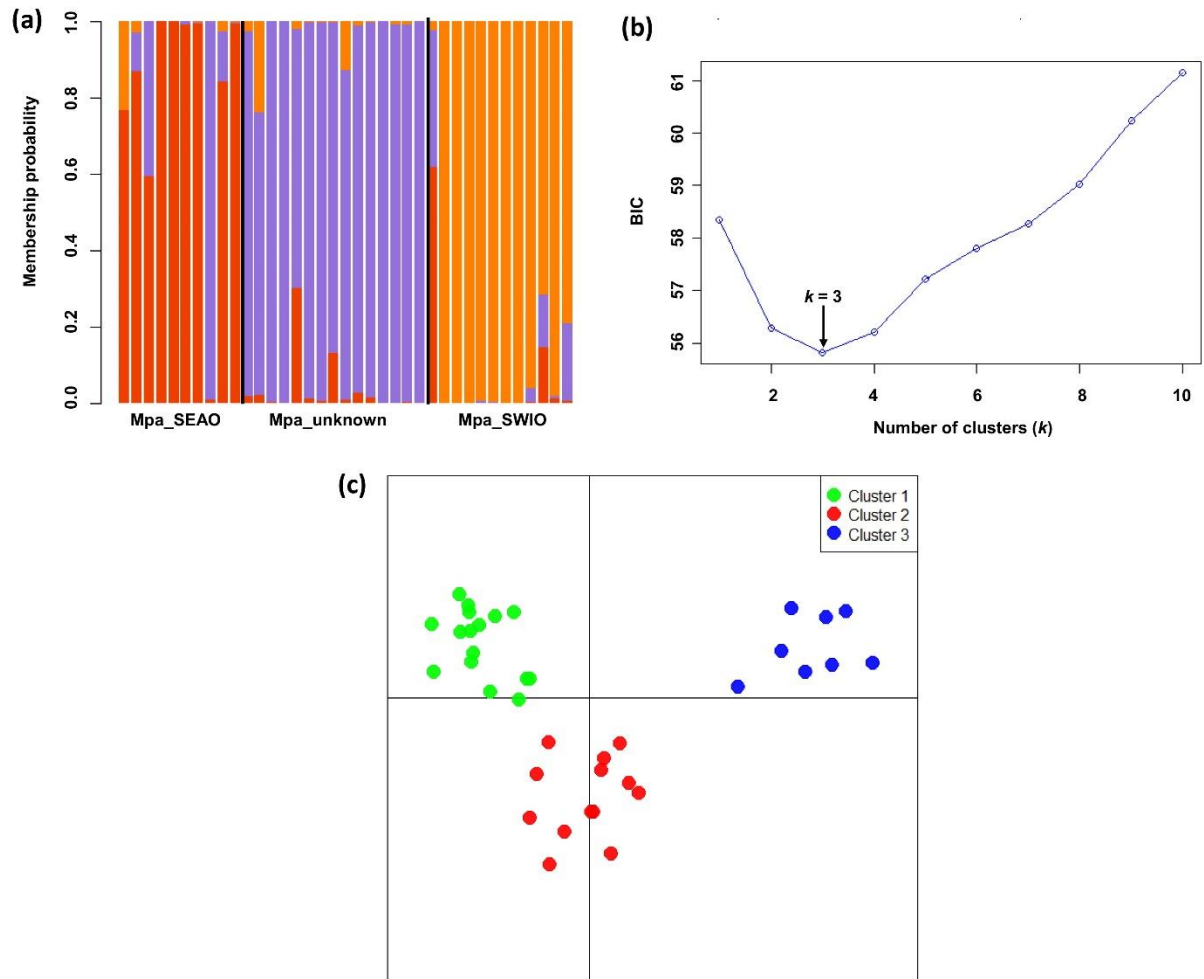 (a)
1.0
0.8
0.6
0.4
0.2
0.0
Membership probability
Mpa_SEAO Mpa_unknown Mpa_SWIO
(b)
61
60
59
58
57
56
BIC
k = 3
2 4 6 8 10
Number of clusters (k)
(c)
Cluster 1
Cluster 2
Cluster 3